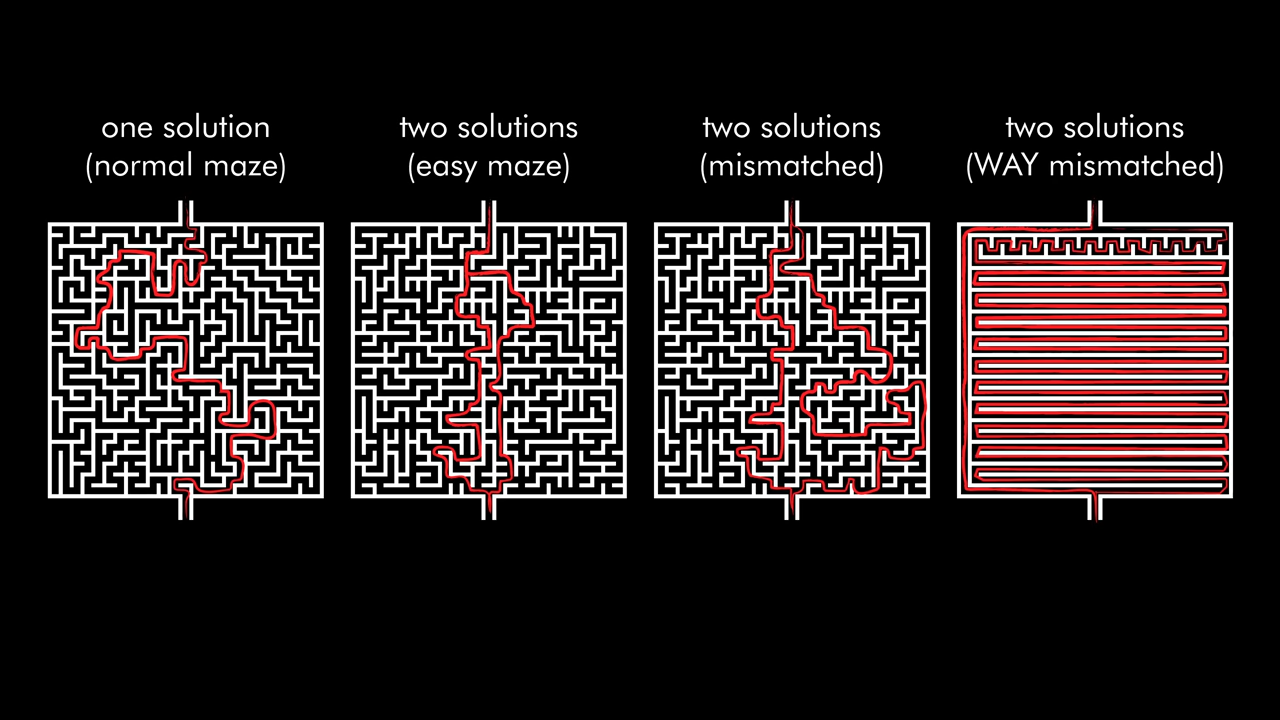 one solution
(normal maze)
two solutions
(easy maze)
two solutions
(mismatched)
two solutions
(WAY mismatched)